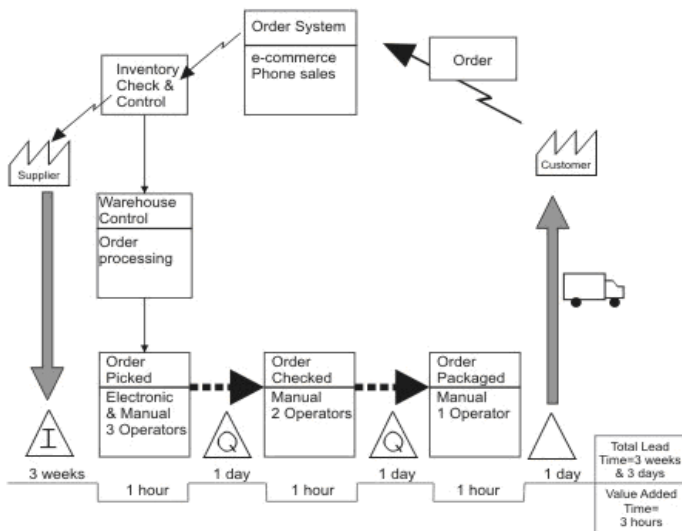 Order System
e-commerce
Phone sales
Order
Inventory
Check &
Control
Supplier
Customer
Warehouse
Control
Order
processing
Order
Picked
Electronic
& Manual
3 Operators
Order
Checked
Manual
2 Operators
Order
Packaged
Manual
1 Operator
I
Q
Q
3 weeks
1 day
1 day
1 day
1 hour
1 hour
1 hour
Total Lead
Time=3 weeks
& 3 days
Value Added
Time=
3 hours